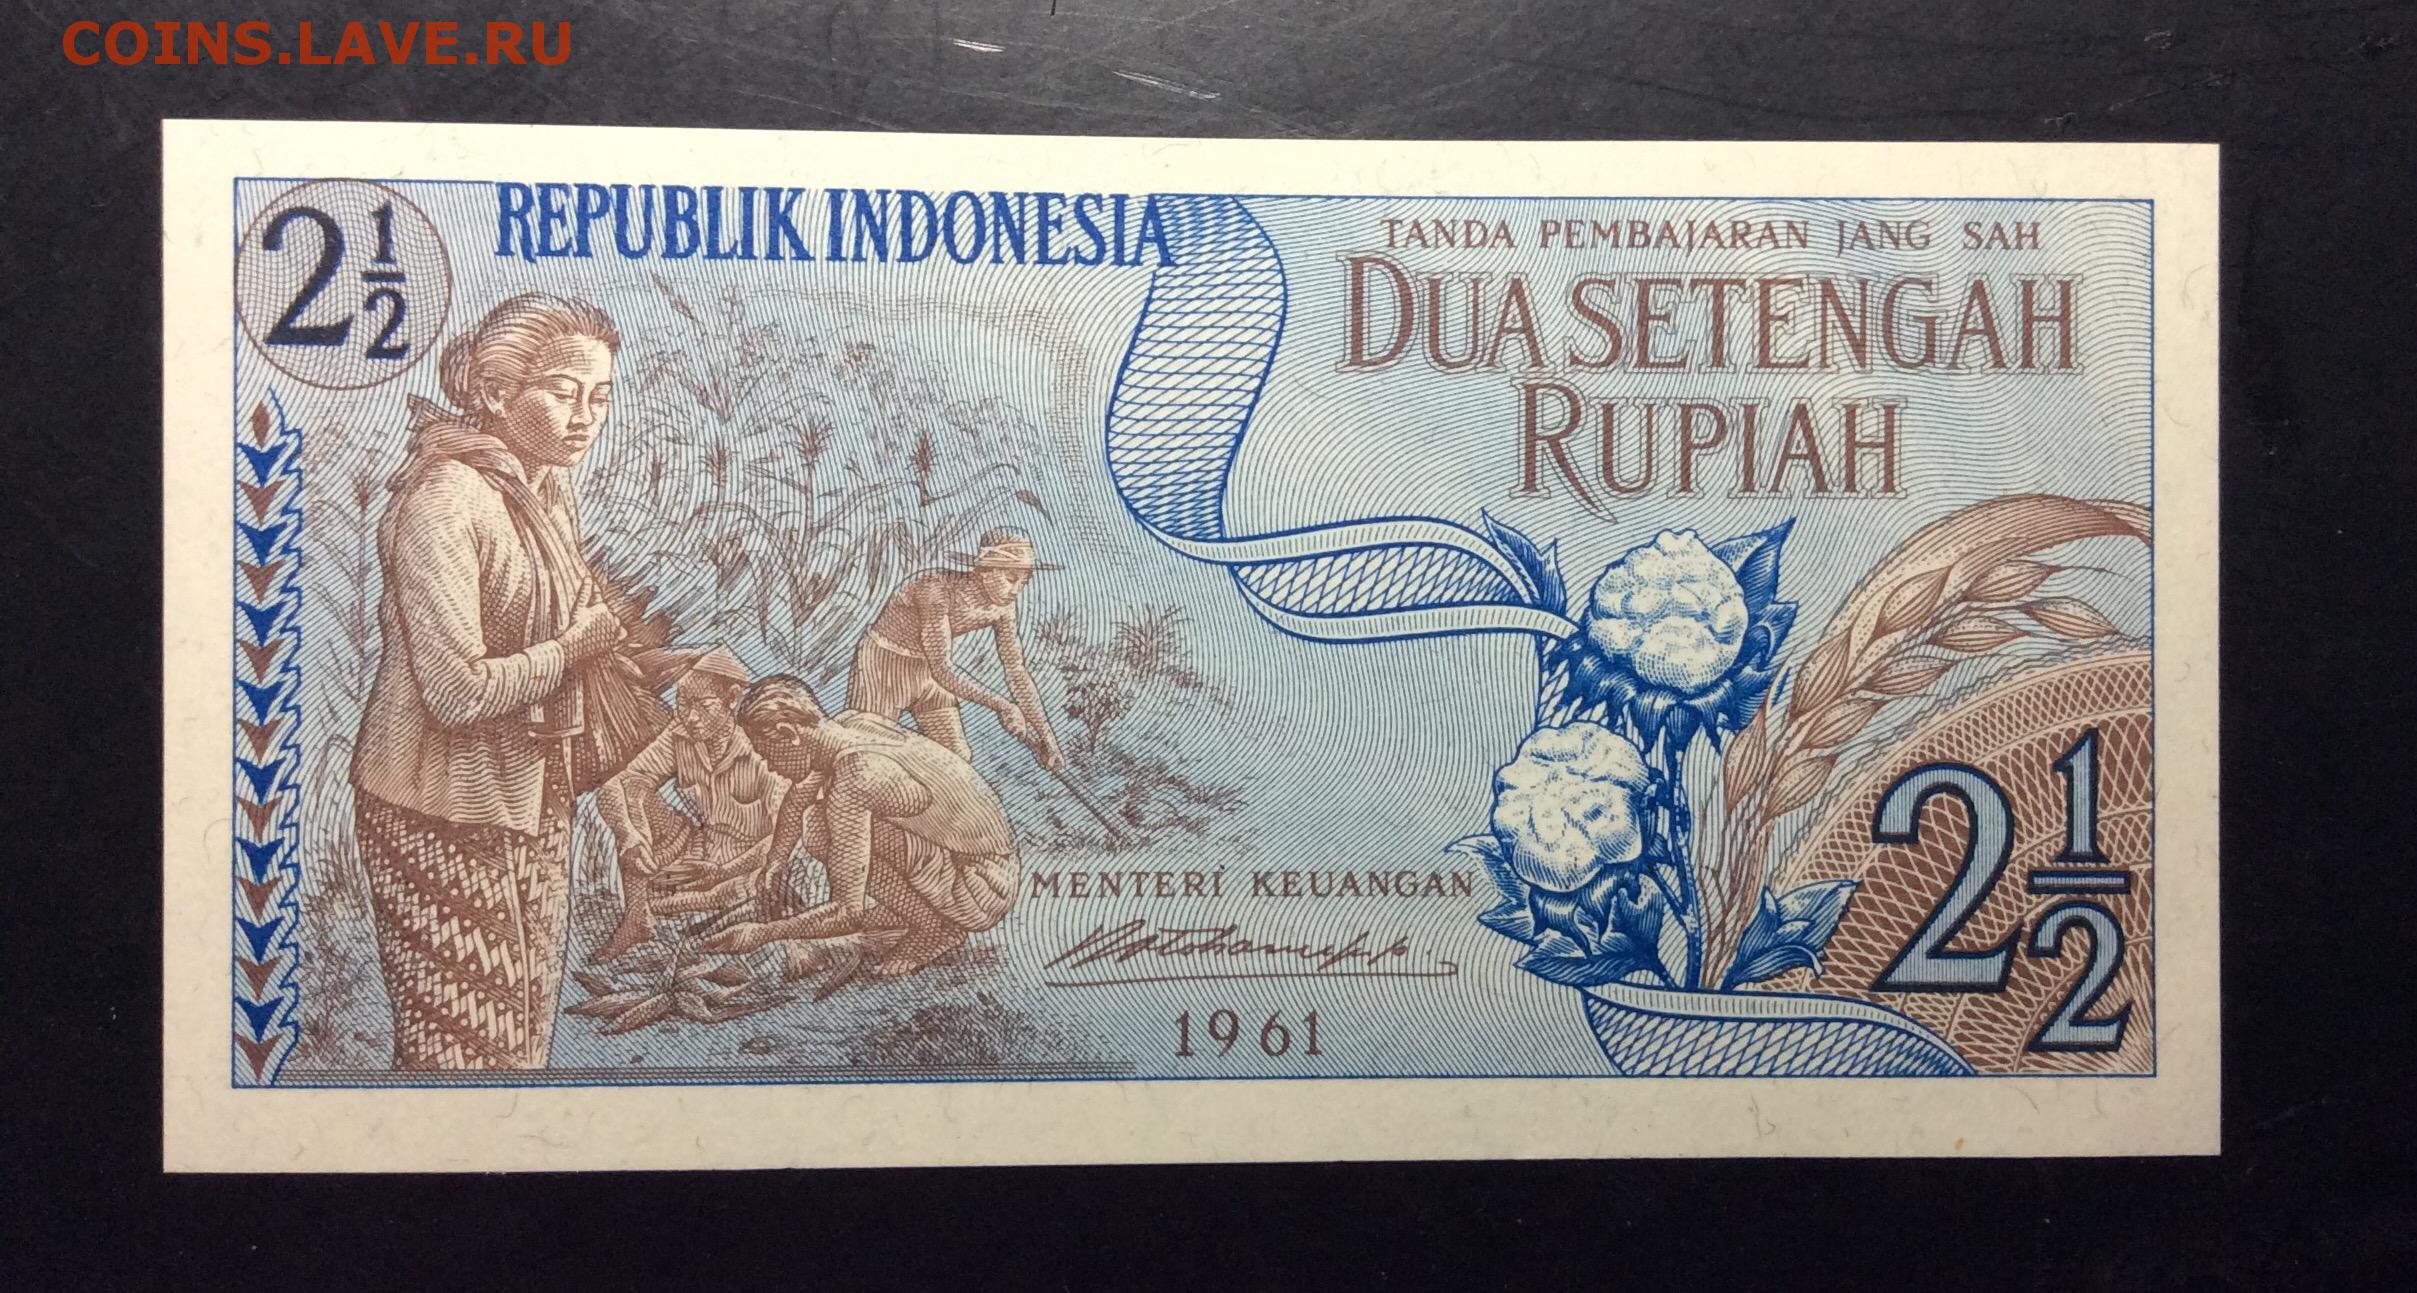 COINS.LAVE.RU
2 1/2
REPUBLIK INDONESIA
TANDA PEMBAJARAN JANG SAH
DUA SETENGAH
RUPIAH
MENTERI KEUANGAN
1961
2 1/2